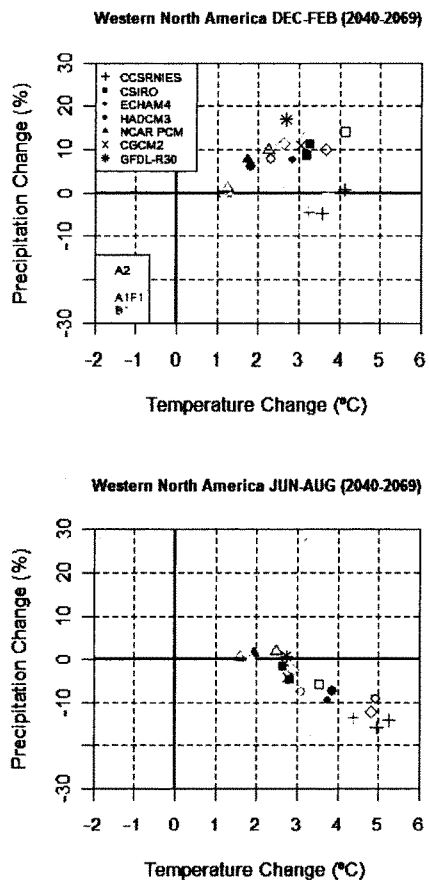 Western North America DEC-FEB (2040-2069)
Precipitation Change (%)
30
20
10
0
-10
-30
+ CCSRNIES
CSIRO
ECHAM4
HADCM3
NCAR PCM
CGCM2
GFDL-R30
A2
A1F1
B1
-2 -1 0 1 2 3 4 5 6
Temperature Change (ºC)
Western North America JUN-AUG (2040-2069)
Precipitation Change (%)
30
20
10
0
-10
-30
-2 -1 0 1 2 3 4 5 6
Temperature Change (ºC)